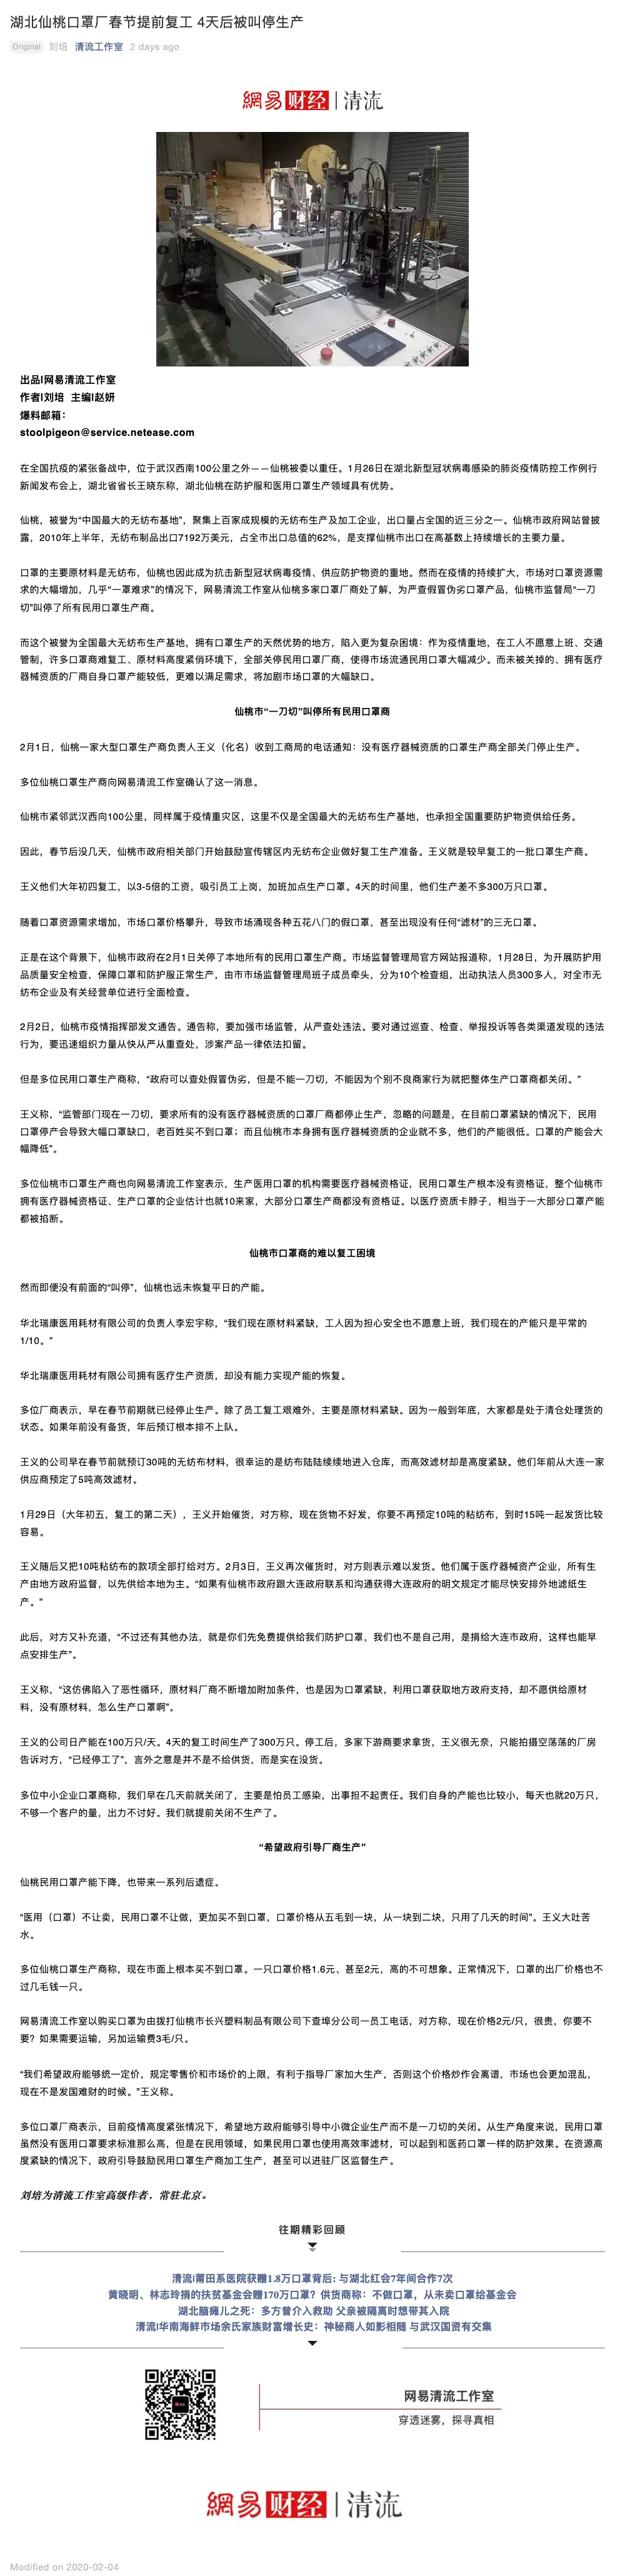 湖北仙桃口罩厂春节提前复工 4天后被叫停生产
Original 刘培 清流工作室 2 days ago
網易财经|清流
出品|网易清流工作室
作者|刘培 主编|赵妍
爆料邮箱：
stoolpigeon@service.netease.com
在全国抗疫的紧张备战中，位于武汉西南100公里之外——仙桃被委以重任。1月26日在湖北新型冠状病毒感染的肺炎疫情防控工作例行
新闻发布会上，湖北省省长王晓东称，湖北仙桃在防护服和医用口罩生产领域具有优势。
仙桃，被誉为“中国最大的无纺布基地”，聚集上百家成规模的无纺布生产及加工企业，出口量占全国的近三分之一。仙桃市政府网站曾披
露，2010年上半年，无纺布制品出口7192万美元，占全市出口总值的62%，是支撑仙桃市出口在高基数上持续增长的主要力量。
口罩的主要原材料是无纺布，仙桃也因此成为抗击新型冠状病毒疫情、供应防护物资的重地。然而在疫情的持续扩大，市场对口罩资源需
求的大幅增加，几乎“一罩难求”的情况下，网易清流工作室从仙桃多家口罩厂商处了解，为严查假冒伪劣口罩产品，仙桃市监督局“一刀
切”叫停了所有民用口罩生产商。
而这个被誉为全国最大无纺布生产基地，拥有口罩生产的天然优势的地方，陷入更为复杂困境：作为疫情重地，在工人不愿意上班、交通
管制，许多口罩商难复工、原材料高度紧俏环境下，全部关停民用口罩厂商，使得市场流通民用口罩大幅减少。而未被关掉的、拥有医疗
器械资质的厂商自身口罩产能较低，更难以满足需求，将加剧市场口罩的大幅缺口。
仙桃市“一刀切”叫停所有民用口罩商
2月1日，仙桃一家大型口罩生产商负责人王义（化名）收到工商局的电话通知：没有医疗器械资质的口罩生产商全部关门停止生产。
多位仙桃口罩生产商向网易清流工作室确认了这一消息。
仙桃市紧邻武汉西向100公里，同样属于疫情重灾区，这里不仅是全国最大的无纺布生产基地，也承担全国重要防护物资供给任务。
因此，春节后没几天，仙桃市政府相关部门开始鼓励宣传辖区内无纺布企业做好复工生产准备。王义就是较早复工的一批口罩生产商。
王义他们大年初四复工，以3-5倍的工资，吸引员工上岗，加班加点生产口罩。4天的时间里，他们生产差不多300万只口罩。
随着口罩资源需求增加，市场口罩价格攀升，导致市场涌现各种五花八门的假口罩，甚至出现没有任何“滤材”的三无口罩。
正是在这个背景下，仙桃市政府在2月1日关停了本地所有的民用口罩生产商。市场监督管理局官方网站报道称，1月28日，为开展防护用
品质量安全检查，保障口罩和防护服正常生产，由市市场监督管理局班子成员牵头，分为10个检查组，出动执法人员300多人，对全市无
纺布企业及有关经营单位进行全面检查。
2月2日，仙桃市疫情指挥部发文通告。通告称，要加强市场监管，从严查处违法。要对通过巡查、检查、举报投诉等各类渠道发现的违法
行为，要迅速组织力量从快从严从重查处，涉案产品一律依法扣留。
但是多位民用口罩生产商称，“政府可以查处假冒伪劣，但是不能一刀切，不能因为个别不良商家行为就把整体生产口罩商都关闭。”
王义称，“监管部门现在一刀切，要求所有的没有医疗器械资质的口罩厂商都停止生产，忽略的问题是，在目前口罩紧缺的情况下，民用
口罩停产会导致大幅口罩缺口，老百姓买不到口罩；而且仙桃市本身拥有医疗器械资质的企业就不多，他们的产能很低。口罩的产能会大
幅降低”。
多位仙桃市口罩生产商也向网易清流工作室表示，生产医用口罩的机构需要医疗器械资格证，民用口罩生产根本没有资格证，整个仙桃市
拥有医疗器械资格证、生产口罩的企业估计也就10来家，大部分口罩生产商都没有资格证。以医疗资质卡脖子，相当于一大部分口罩产能
都被掐断。
仙桃市口罩商的难以复工困境
然而即便没有前面的“叫停”，仙桃也远未恢复平日的产能。
华北瑞康医用耗材有限公司的负责人李宏宇称，“我们现在原材料紧缺，工人因为担心安全也不愿意上班，我们现在的产能只是平常的
1/10。”
华北瑞康医用耗材有限公司拥有医疗生产资质，却没有能力实现产能的恢复。
多位厂商表示，早在春节前期就已经停止生产。除了员工复工艰难外，主要是原材料紧缺。因为一般到年底，大家都是处于清仓处理货的
状态。如果年前没有备货，年后预订根本排不上队。
王义的公司早在春节前就预订30吨的无纺布材料，很幸运的是纺布陆陆续续地进入仓库，而高效滤材却是高度紧缺。他们年前从大连一家
供应商预定了5吨高效滤材。
1月29日（大年初五，复工的第二天），王义开始催货，对方称，现在货物不好发，你要不再预定10吨的粘纺布，到时15吨一起发货比较
容易。
王义随后又把10吨粘纺布的款项全部打给对方。2月3日，王义再次催货时，对方则表示难以发货。他们属于医疗器械资产企业，所有生
产由地方政府监督，以先供给本地为主。“如果有仙桃市政府跟大连政府联系和沟通获得大连政府的明文规定才能尽快安排外地滤纸生
产。”
此后，对方又补充道，“不过还有其他办法，就是你们先免费提供给我们防护口罩，我们也不是自己用，是捐给大连市政府，这样也能早
点安排生产”。
王义称，“这仿佛陷入了恶性循环，原材料厂商不断增加附加条件，也是因为口罩紧缺，利用口罩获取地方政府支持，却不愿供给原材
料，没有原材料，怎么生产口罩啊”。
王义的公司日产能在100万只/天。4天的复工时间生产了300万只。停工后，多家下游商要求拿货，王义很无奈，只能拍摄空荡荡的厂房
告诉对方，“已经停工了”，言外之意是并不是不给供货，而是实在没货。
多位中小企业口罩商称，我们早在几天前就关闭了，主要是怕员工感染，出事担不起责任。我们自身的产能也比较小，每天也就20万只，
不够一个客户的量，出力不讨好。我们就提前关闭不生产了。
“希望政府引导厂商生产”
仙桃民用口罩产能下降，也带来一系列后遗症。
“医用（口罩）不让卖，民用口罩不让做，更加买不到口罩，口罩价格从五毛到一块，从一块到二块，只用了几天的时间”。王义大吐苦
水。
多位仙桃口罩生产商称，现在市面上根本买不到口罩。一只口罩价格1.6元、甚至2元，高的不可想象。正常情况下，口罩的出厂价格也不
过几毛钱一只。
网易清流工作室以购买口罩为由拨打仙桃市长兴塑料制品有限公司下查埠分公司一员工电话，对方称，现在价格2元/只，很贵，你要不
要？如果需要运输，另加运输费3毛/只。
“我们希望政府能够统一定价，规定零售价和市场价的上限，有利于指导厂家加大生产，否则这个价格炒作会离谱，市场也会更加混乱，
现在不是发国难财的时候。”王义称。
多位口罩厂商表示，目前疫情高度紧张情况下，希望地方政府能够引导中小微企业生产而不是一刀切的关闭。从生产角度来说，民用口罩
虽然没有医用口罩要求标准那么高，但是在民用领域，如果民用口罩也使用高效率滤材，可以起到和医药口罩一样的防护效果。在资源高
度紧缺的情况下，政府引导鼓励民用口罩生产商加工生产，甚至可以进驻厂区监督生产。
刘培为清流工作室高级作者，常驻北京。
往期精彩回顾
清流|莆田系医院获赠1.8万口罩背后: 与湖北红会7年间合作7次
黄晓明、林志玲捐的扶贫基金会赠170万口罩？供货商称：不做口罩，从未卖口罩给基金会
湖北脑瘫儿之死：多方曾介入救助 父亲被隔离时想带其入院
清流|华南海鲜市场余氏家族财富增长史：神秘商人如影相随 与武汉国资有交集
网易清流工作室
穿透迷雾，探寻真相
網易财经|清流
Modified on 2020-02-04